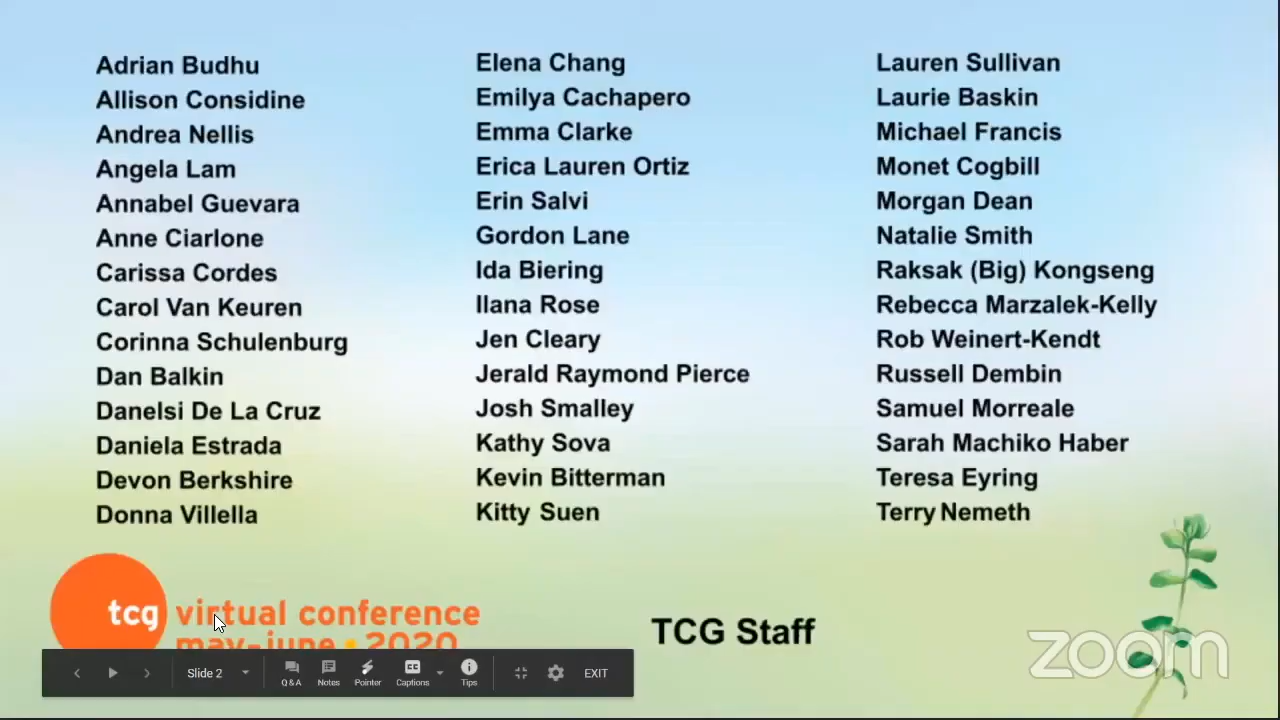 Adrian Budhu
Allison Considine
Andrea Nellis
Angela Lam
Annabel Guevara
Anne Ciarlone
Carissa Cordes
Carol Van Keuren
Corinna Schulenburg
Dan Balkin
Danelsi De La Cruz
Daniela Estrada
Devon Berkshire
Donna Villella
Elena Chang
Emilya Cachapero
Emma Clarke
Erica Lauren Ortiz
Erin Salvi
Gordon Lane
Ida Biering
Ilana Rose
Jen Cleary
Jerald Raymond Pierce
Josh Smalley
Kathy Sova
Kevin Bitterman
Kitty Suen
Lauren Sullivan
Laurie Baskin
Michael Francis
Monet Cogbill
Morgan Dean
Natalie Smith
Raksak (Big) Kongseng
Rebecca Marzalek-Kelly
Rob Weinert-Kendt
Russell Dembin
Samuel Morreale
Sarah Machiko Haber
Teresa Eyring
Terry Nemeth
tcg virtual conference
may-june • 2020
TCG Staff
zoom
Slide 2
Q & A
Notes
Pointer
CC
Captions
Tips
EXIT